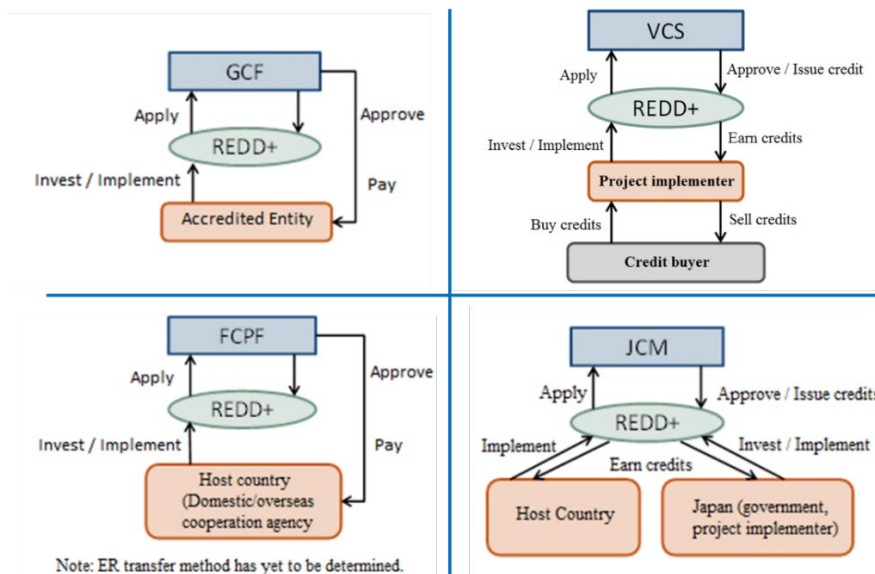 GCF
Apply
Approve
REDD+
Invest / Implement
Pay
Accredited Entity
VCS
Apply
Approve / Issue credit
REDD+
Invest / Implement
Earn credits
Project implementer
Buy credits
Sell credits
Credit buyer
FCPF
Apply
Approve
REDD+
Invest / Implement
Pay
Host country
(Domestic/overseas
cooperation agency
Note: ER transfer method has yet to be determined.
JCM
Apply
Approve / Issue credits
REDD+
Implement
Invest / Implement
Earn credits
Host Country
Japan (government,
project implementer)